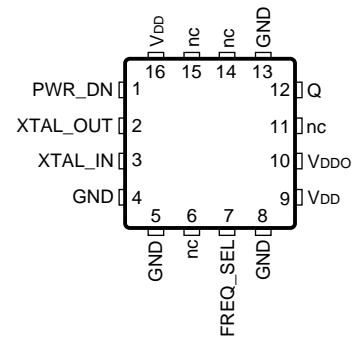 VDD nc nc GND
16 15 14 13
PWR_DN 1 12 Q
XTAL_OUT 2 11 nc
XTAL_IN 3 10 VDDO
GND 4 9 VDD
5 6 7 8
GND nc FREQ_SEL GND